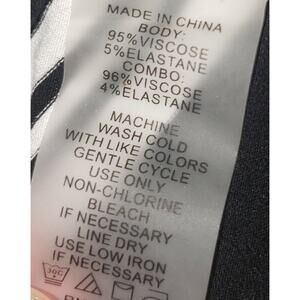 MADE IN CHINA
BODY:
95%VISCOSE
5%ELASTANE
COMBO:
96%VISCOSE
4%ELASTANE
MACHINE
WASH COLD
WITH LIKE COLORS
GENTLE CYCLE
USE ONLY
NON-CHLORINE
BLEACH
IF NECESSARY
LINE DRY
USE LOW IRON
IF NECESSARY